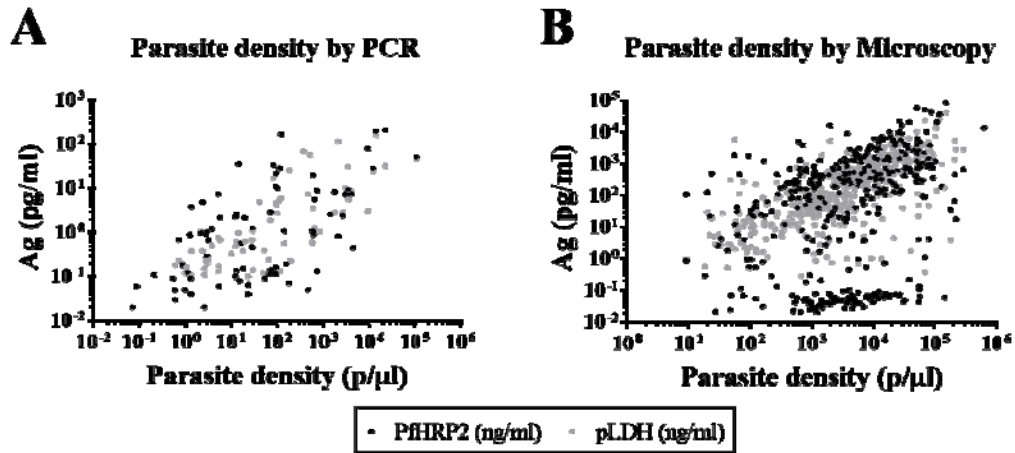 A
Parasite density by PCR
Ag (pg/ml)
10³
10²
10¹
10⁰
10⁻¹
10⁻²
10⁻² 10⁻¹ 10⁰ 10¹ 10² 10³ 10⁴ 10⁵ 10⁶
Parasite density (p/µl)
B
Parasite density by Microscopy
Ag (pg/ml)
10⁵
10⁴
10³
10²
10¹
10⁰
10⁻¹
10⁻²
10⁰ 10¹ 10² 10³ 10⁴ 10⁵ 10⁶
Parasite density (p/µl)
PfHRP2 (ng/ml) pLDH (ng/ml)